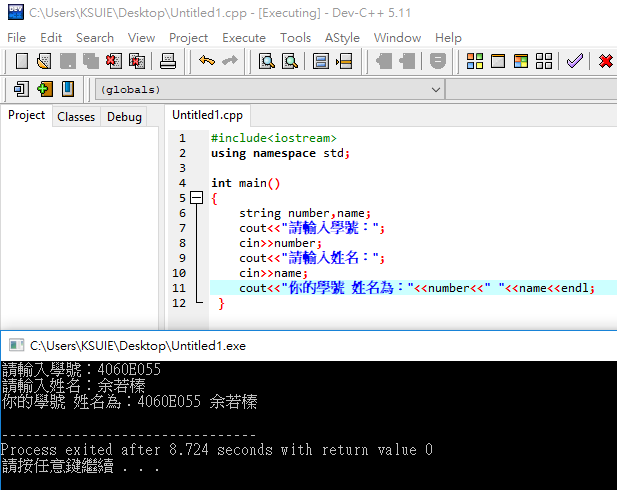 C:\Users\KSUIE\Desktop\Untitled1.cpp - [Executing] - Dev-C++ 5.11
File Edit Search View Project Execute Tools AStyle Window Help
(globals)
Project Classes Debug Untitled1.cpp
1 #include<iostream>
2 using namespace std;
3
4 int main()
5 {
6 string number,name;
7 cout<<"請輸入學號：";
8 cin>>number;
9 cout<<"請輸入姓名：";
10 cin>>name;
11 cout<<"你的學號 姓名為："<<number<<" "<<name<<endl;
12 }
C:\Users\KSUIE\Desktop\Untitled1.exe
請輸入學號：4060E055
請輸入姓名：余若榛
你的學號 姓名為：4060E055 余若榛
--------------------------------
Process exited after 8.724 seconds with return value 0
請按任意鍵繼續 . . .